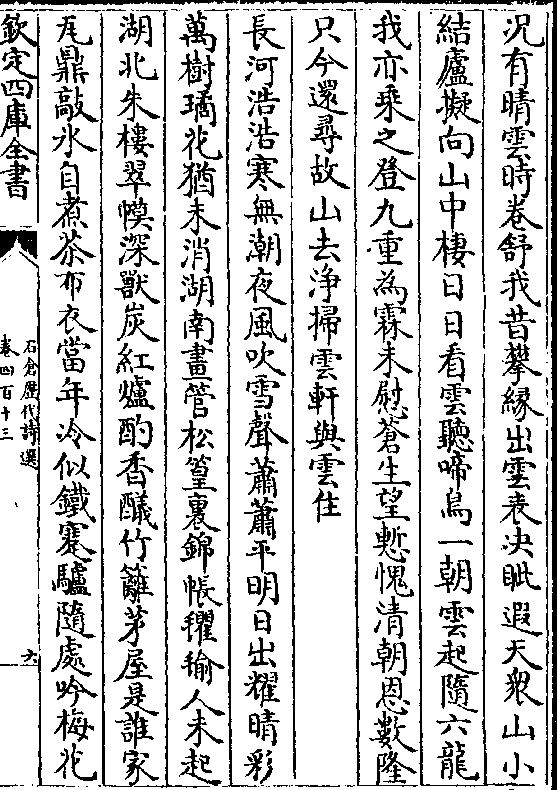 况有晴雲時卷舒我昔攀緣出雲表决眦遐天衆山小
結廬擬向山中棲日日看雲聽啼鳥一朝雲起隨六龍
我亦乘之登九重為霖未慰蒼生望慙愧清朝恩數隆
只今還尋故山去浄掃雲軒與雲住
長河浩浩寒無潮夜風吹雪聲蕭蕭平明日出耀晴彩
萬樹璚花猶未消湖南畫管松篁裏錦帳貂褕人未起
湖北朱樓翠幙深獸炭紅爐酌香醲竹籬茅屋是誰家
瓦鼎敲氷自煮茶布衣當年冷似鐵蹇驢隨處吟梅花
欽定四庫全書
石倉歷代詩選
卷四百十三
六